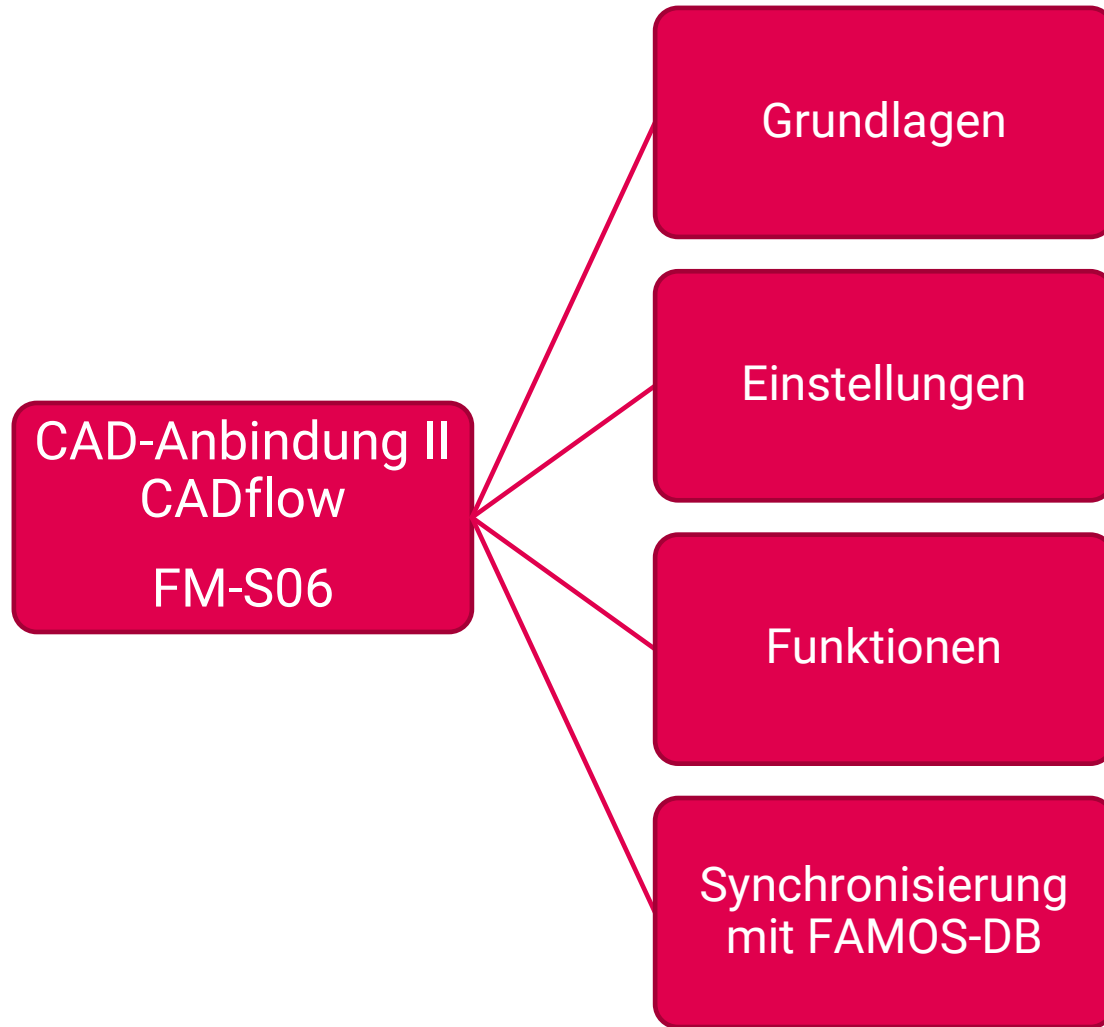 CAD-Anbindung II
CADflow
FM-S06
Grundlagen
Einstellungen
Funktionen
Synchronisierung
mit FAMOS-DB